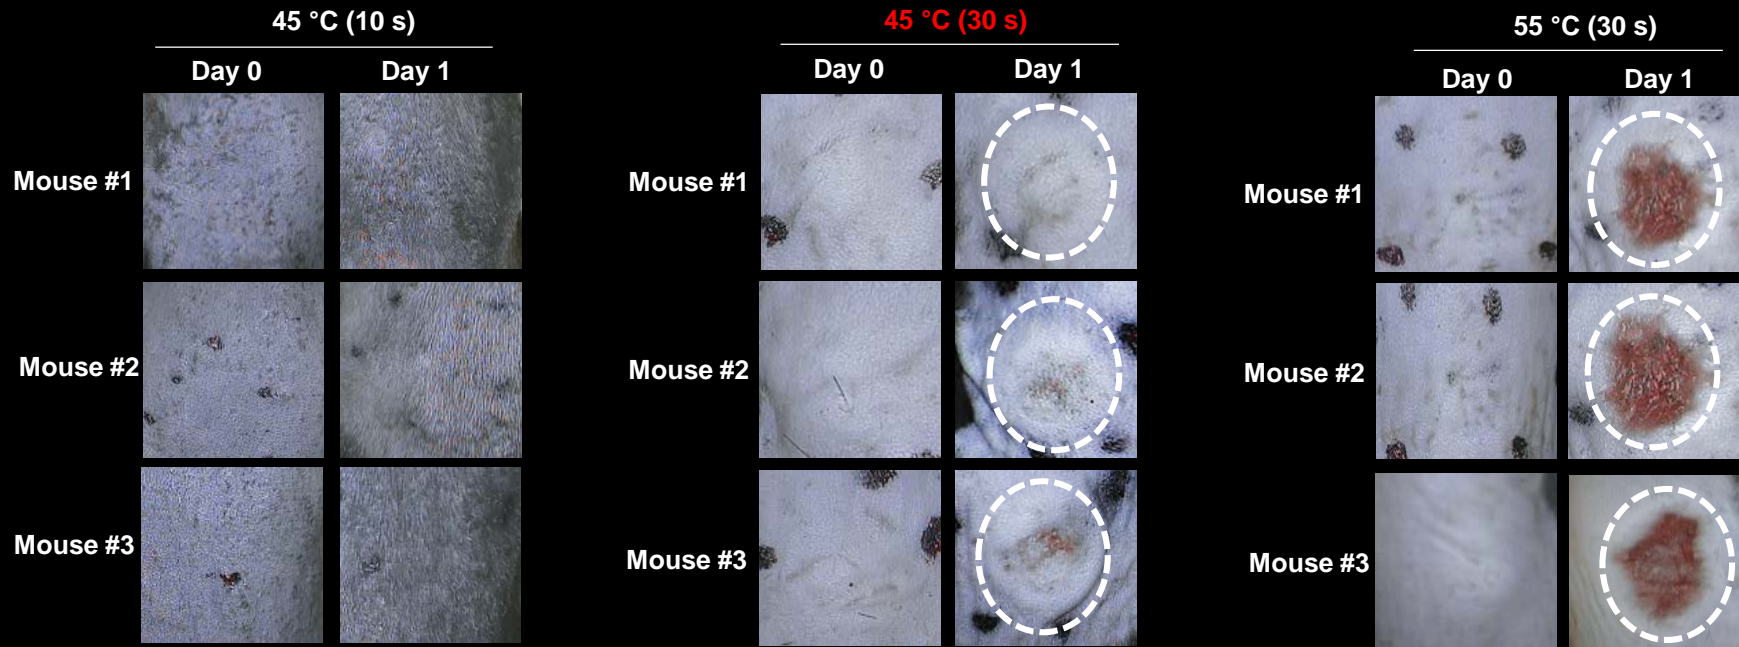 45 °C (10 s)
Day 0
Day 1
Mouse #1
Mouse #2
Mouse #3
45 °C (30 s)
Day 0
Day 1
Mouse #1
Mouse #2
Mouse #3
55 °C (30 s)
Day 0
Day 1
Mouse #1
Mouse #2
Mouse #3